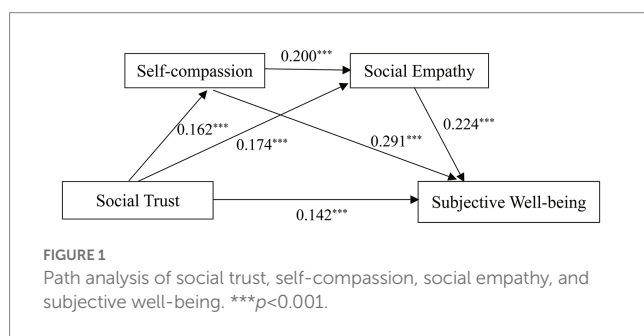 0.200***
Self-compassion
Social Empathy
0.162***
0.174***
0.291***
0.224***
Social Trust
Subjective Well-being
0.142***
FIGURE 1
Path analysis of social trust, self-compassion, social empathy, and
subjective well-being. ***p<0.001.